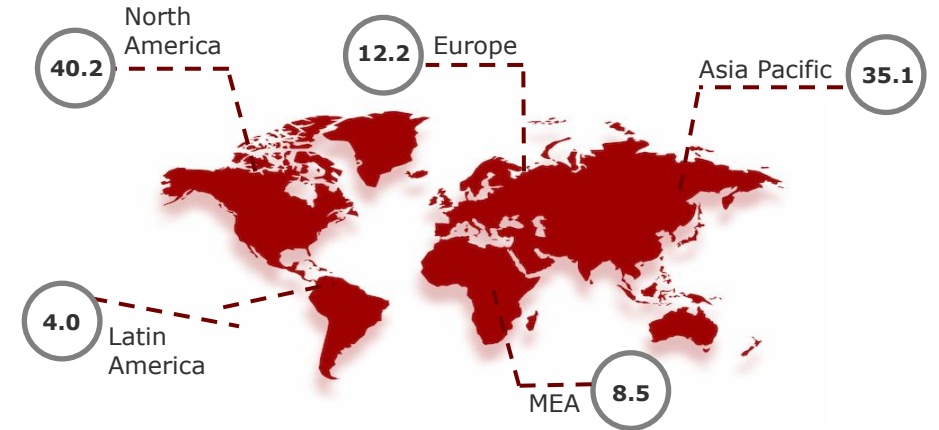 North
America
40.2
12.2
Europe
Asia Pacific
35.1
4.0
Latin
America
MEA
8.5